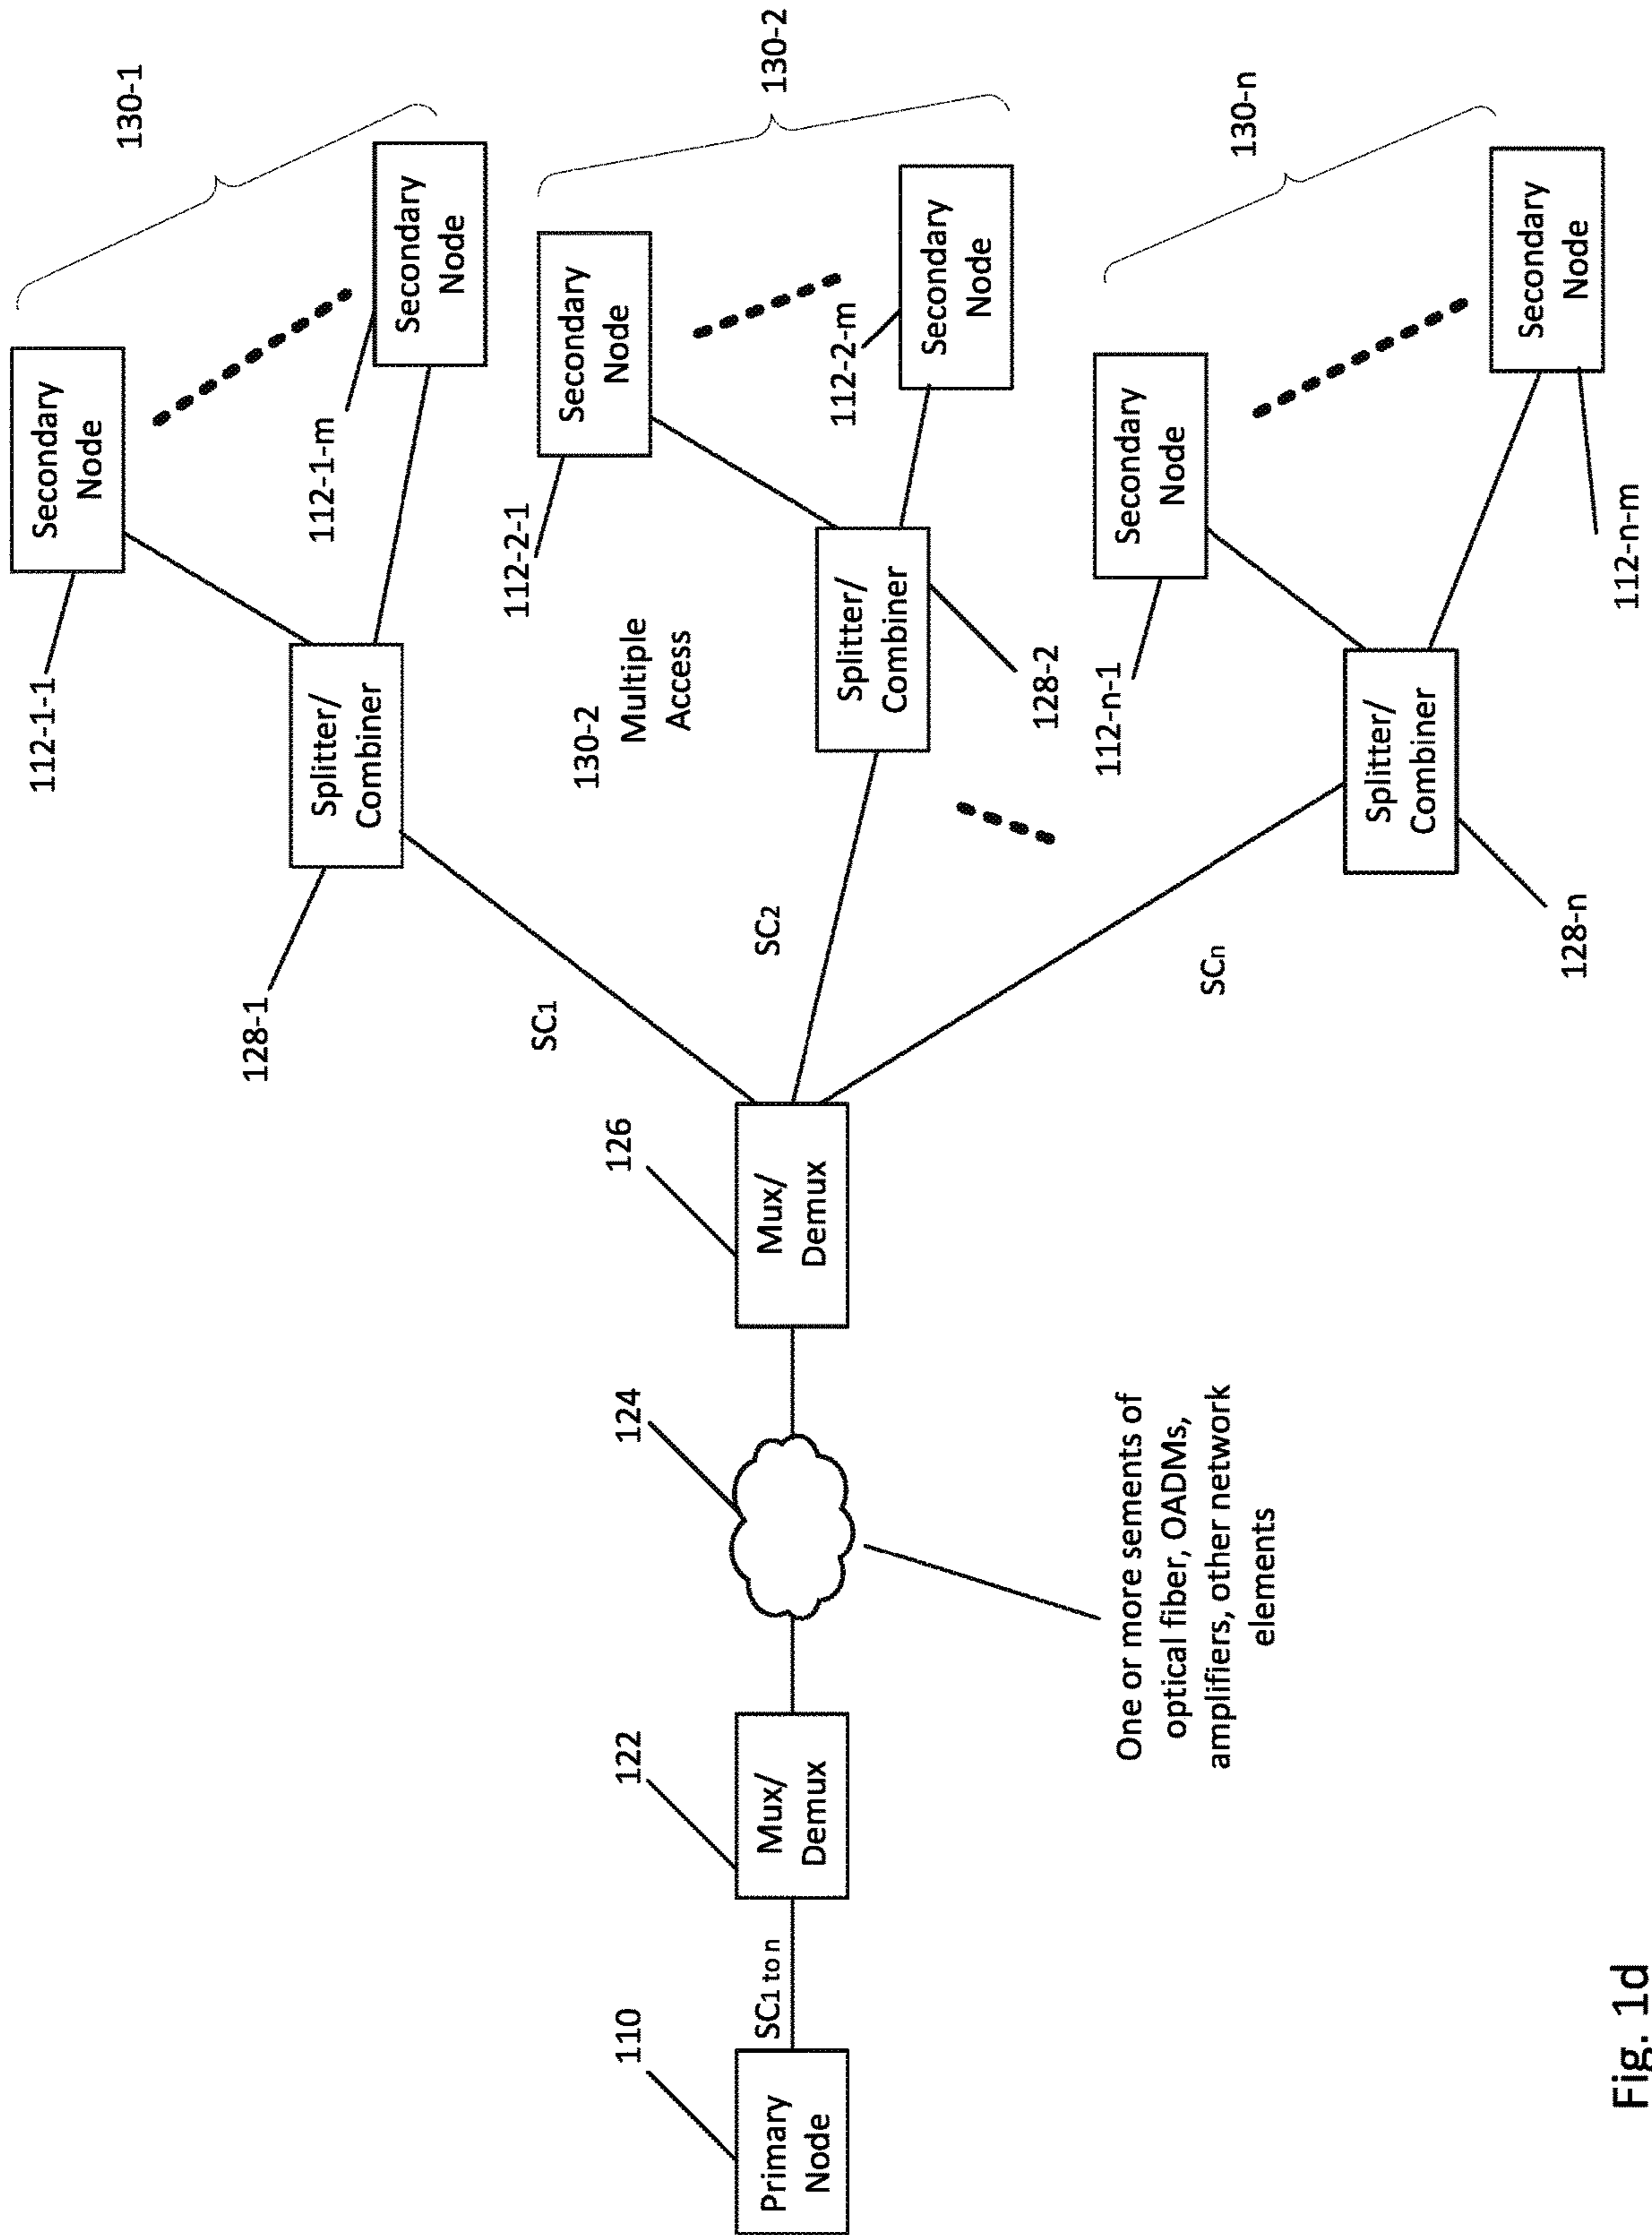 130-1
130-2
130-n
Secondary
Node
112-1-1
Secondary
Node
112-1-m
Splitter/
Combiner
128-1
SC1
Secondary
Node
112-2-1
Secondary
Node
112-2-m
130-2
Multiple
Access
Splitter/
Combiner
128-2
SC2
Secondary
Node
112-n-1
Secondary
Node
112-n-m
Splitter/
Combiner
128-n
SCn
126
Mux/
Demux
124
One or more sements of
optical fiber, OADMs,
amplifiers, other network
elements
122
Mux/
Demux
SC1 to n
110
Primary
Node
Fig. 1d